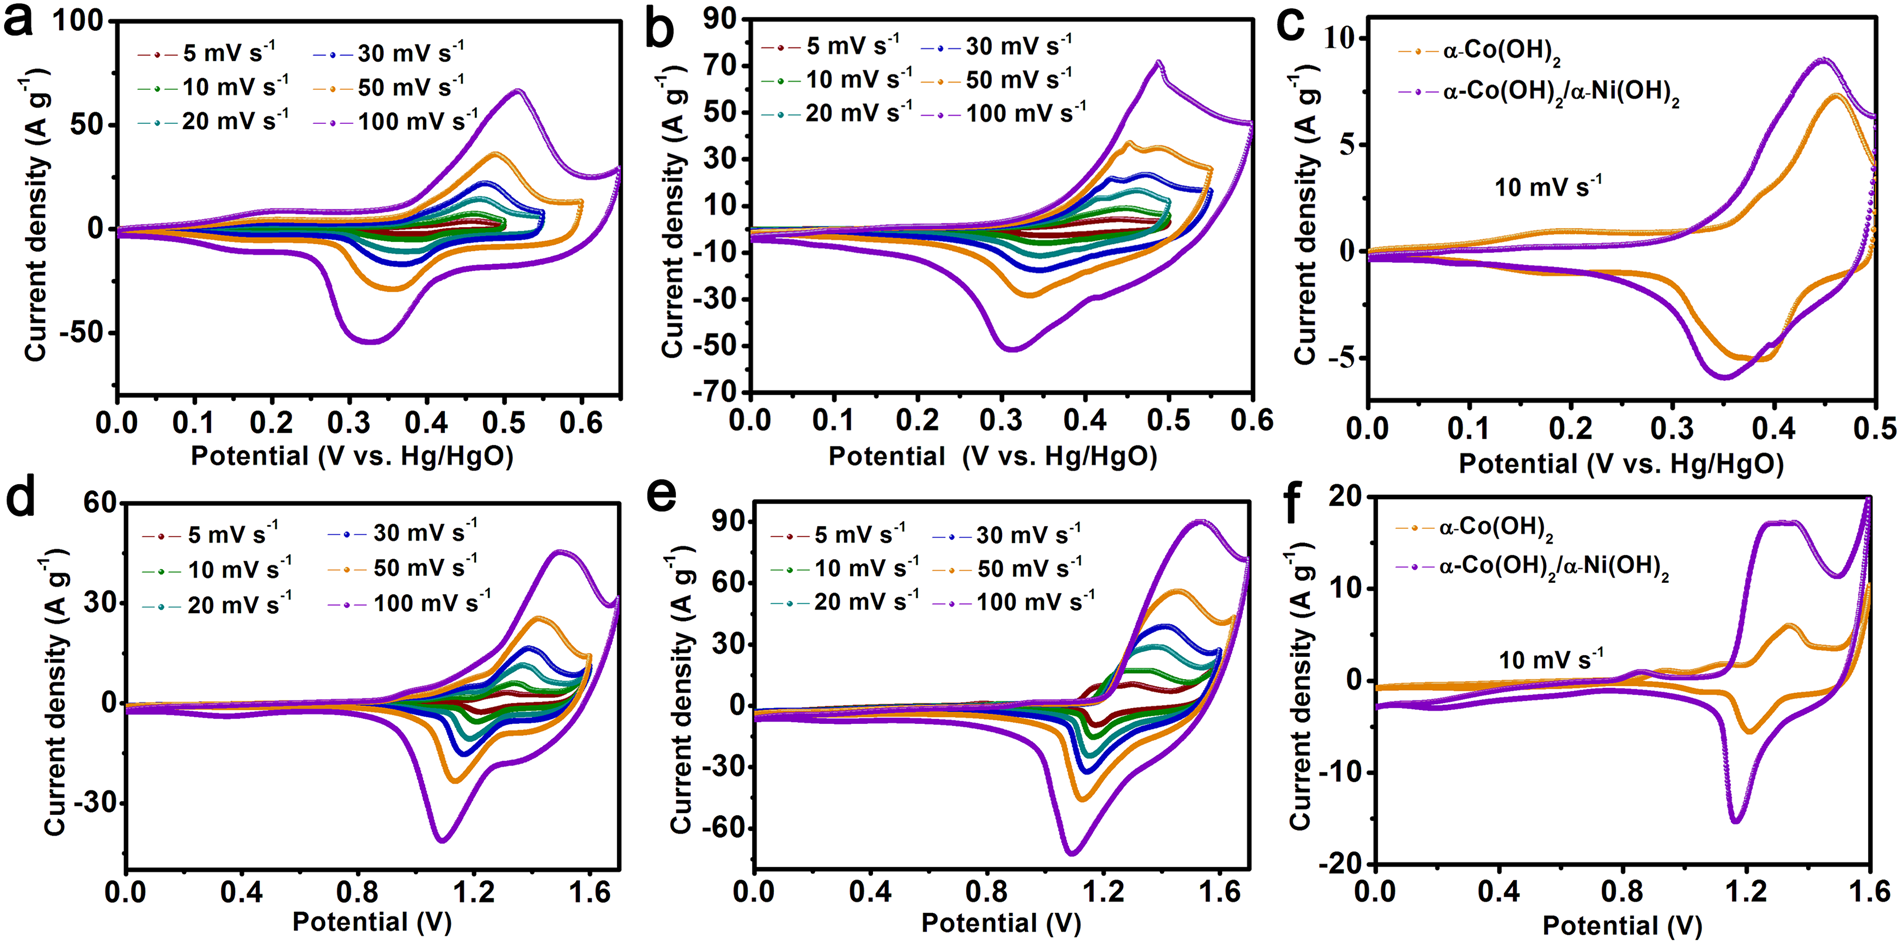 a
100
50
0
-50
Current density (A g⁻¹)
5 mV s⁻¹
10 mV s⁻¹
20 mV s⁻¹
30 mV s⁻¹
50 mV s⁻¹
100 mV s⁻¹
0.0 0.1 0.2 0.3 0.4 0.5 0.6
Potential (V vs. Hg/HgO)
b
90
70
50
30
10
-10
-30
-50
-70
Current density (A g⁻¹)
5 mV s⁻¹
10 mV s⁻¹
20 mV s⁻¹
30 mV s⁻¹
50 mV s⁻¹
100 mV s⁻¹
0.0 0.1 0.2 0.3 0.4 0.5 0.6
Potential (V vs. Hg/HgO)
c
10
5
0
-5
Current density (A g⁻¹)
α-Co(OH)₂
α-Co(OH)₂/α-Ni(OH)₂
10 mV s⁻¹
0.0 0.1 0.2 0.3 0.4 0.5
Potential (V vs. Hg/HgO)
d
60
30
0
-30
Current density (A g⁻¹)
5 mV s⁻¹
10 mV s⁻¹
20 mV s⁻¹
30 mV s⁻¹
50 mV s⁻¹
100 mV s⁻¹
0.0 0.4 0.8 1.2 1.6
Potential (V)
e
90
60
30
0
-30
-60
Current density (A g⁻¹)
5 mV s⁻¹
10 mV s⁻¹
20 mV s⁻¹
30 mV s⁻¹
50 mV s⁻¹
100 mV s⁻¹
0.0 0.4 0.8 1.2 1.6
Potential (V)
f
20
10
0
-10
-20
Current density (A g⁻¹)
α-Co(OH)₂
α-Co(OH)₂/α-Ni(OH)₂
10 mV s⁻¹
0.0 0.4 0.8 1.2 1.6
Potential (V)